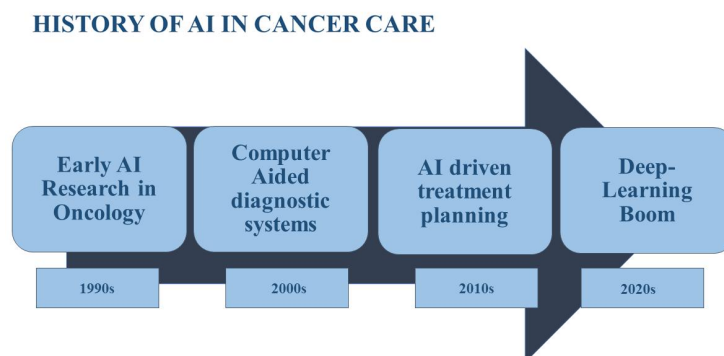 HISTORY OF AI IN CANCER CARE
Early AI
Research in
Oncology
Computer
Aided
diagnostic
systems
AI driven
treatment
planning
Deep-
Learning
Boom
1990s
2000s
2010s
2020s